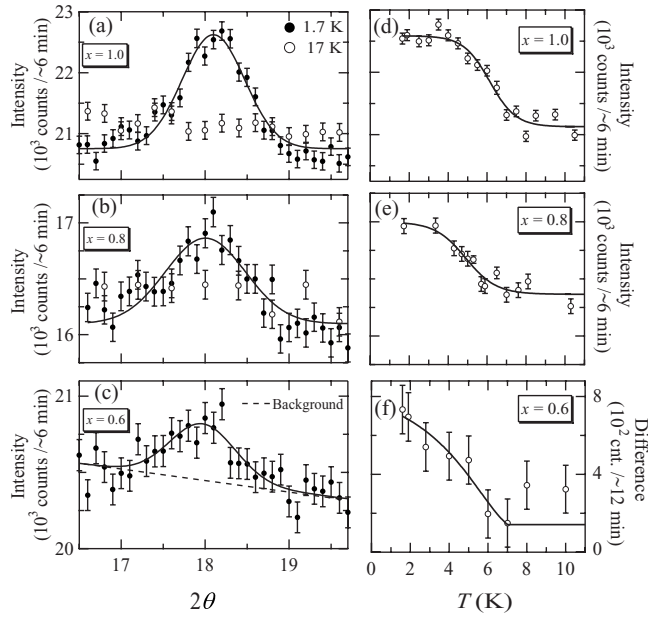 (a)
x = 1.0
1.7 K
17 K
23
22
21
Intensity
(10³ counts /~6 min)
(d)
x = 1.0
Intensity
(10³ counts /~6 min)
(b)
x = 0.8
17
16
Intensity
(10³ counts /~6 min)
(e)
x = 0.8
Intensity
(10³ counts /~6 min)
(c)
x = 0.6
Background
21
20
Intensity
(10³ counts /~6 min)
17 18 19
2θ
(f)
x = 0.6
8
4
0
Difference
(10² cnt. /~12 min)
0 2 4 6 8 10
T (K)